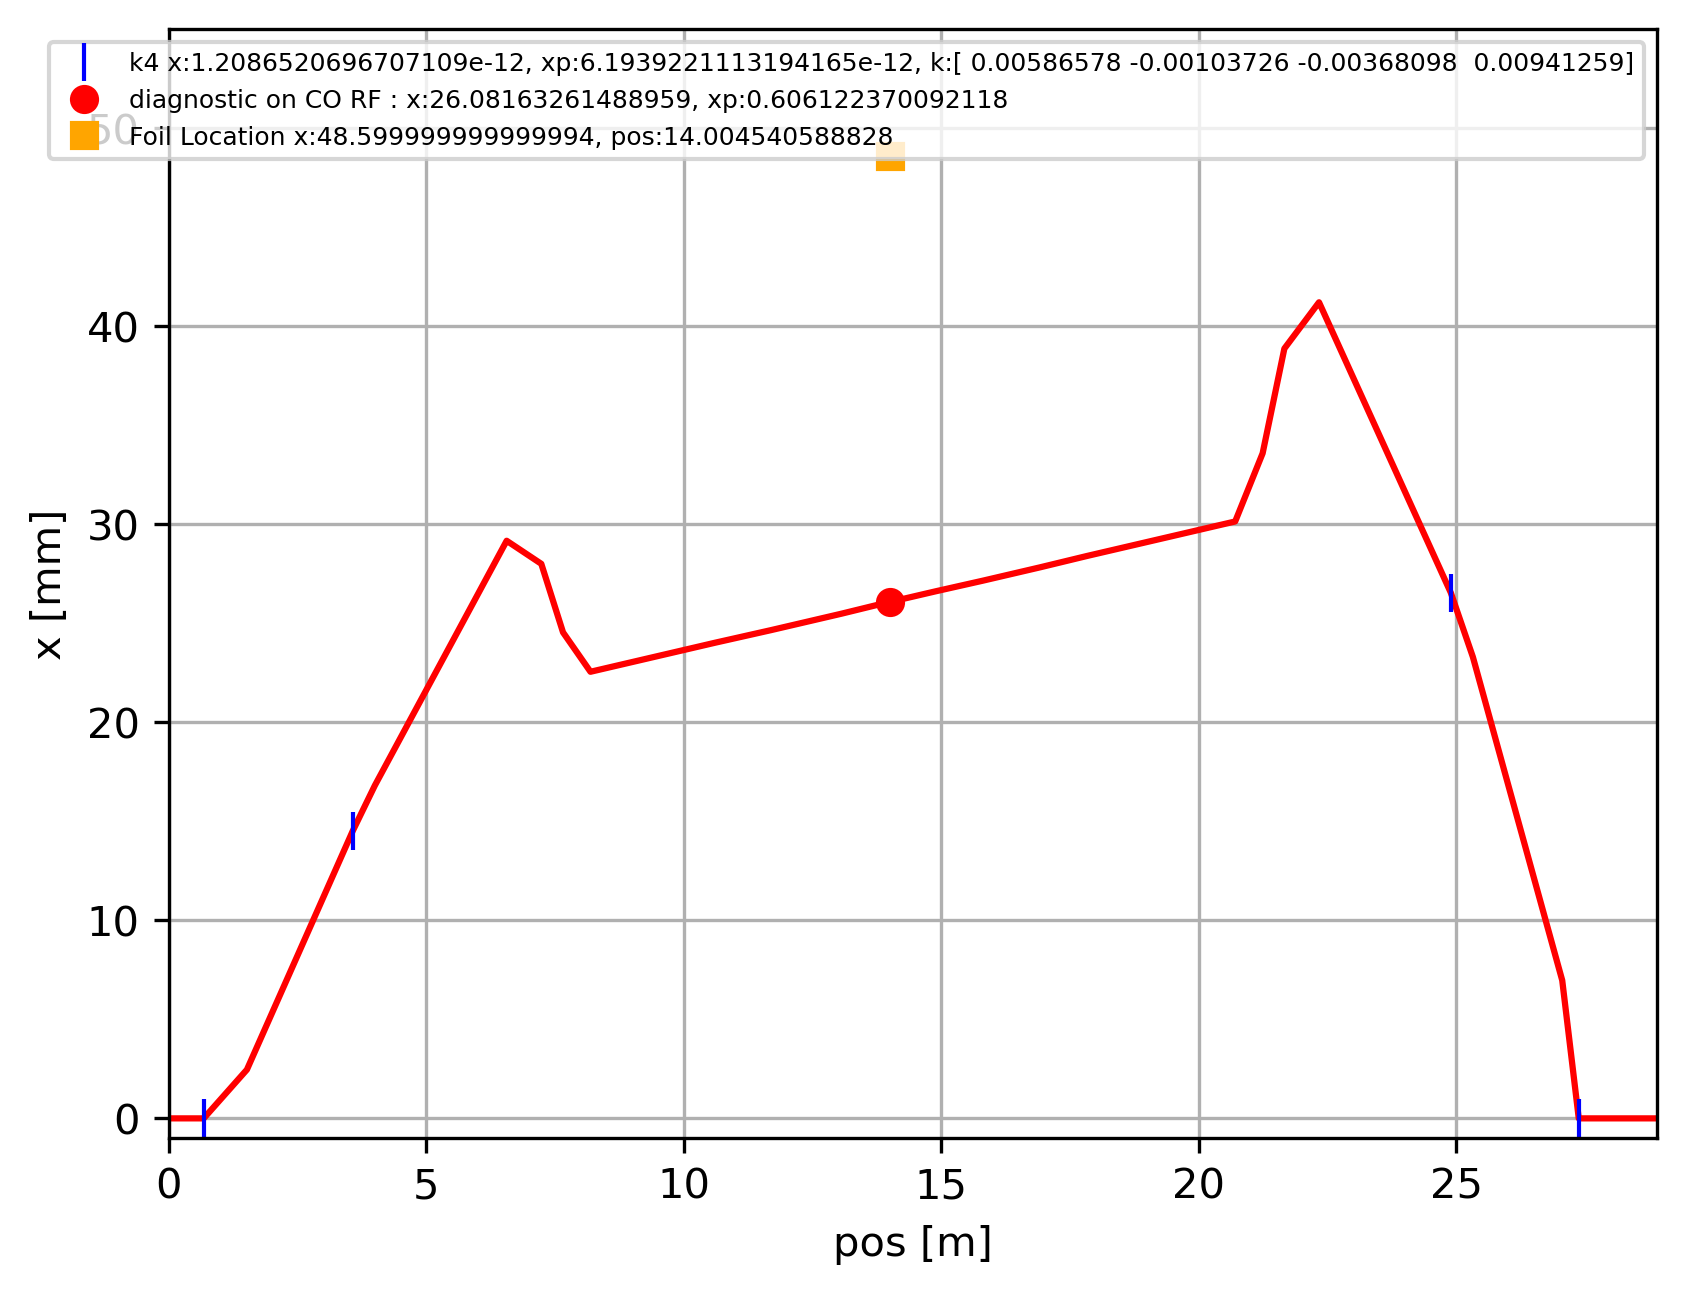 k4 x:1.2086520696707109e-12, xp:6.1939221113194165e-12, k:[ 0.00586578 -0.00103726 -0.00368098  0.00941259]
diagnostic on CO RF : x:26.08163261488959, xp:0.606122370092118
Foil Location x:48.599999999999994, pos:14.004540588828
50
40
30
20
10
0
x [mm]
0 5 10 15 20 25
pos [m]